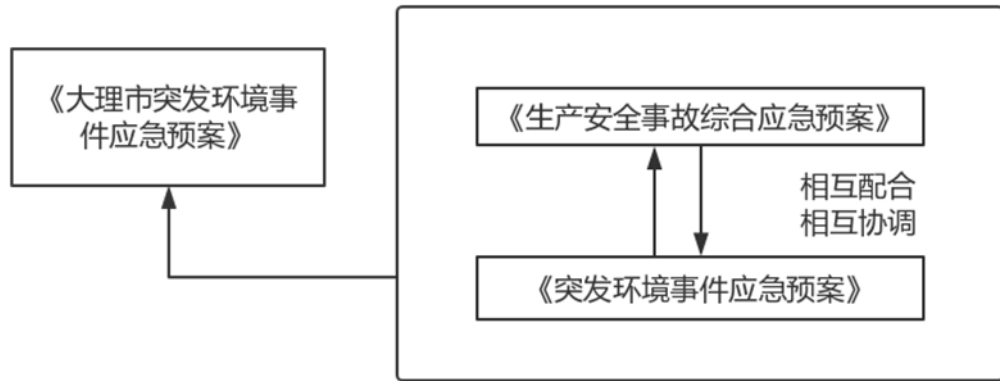 《大理市突发环境事
件应急预案》
《生产安全事故综合应急预案》
相互配合
相互协调
《突发环境事件应急预案》